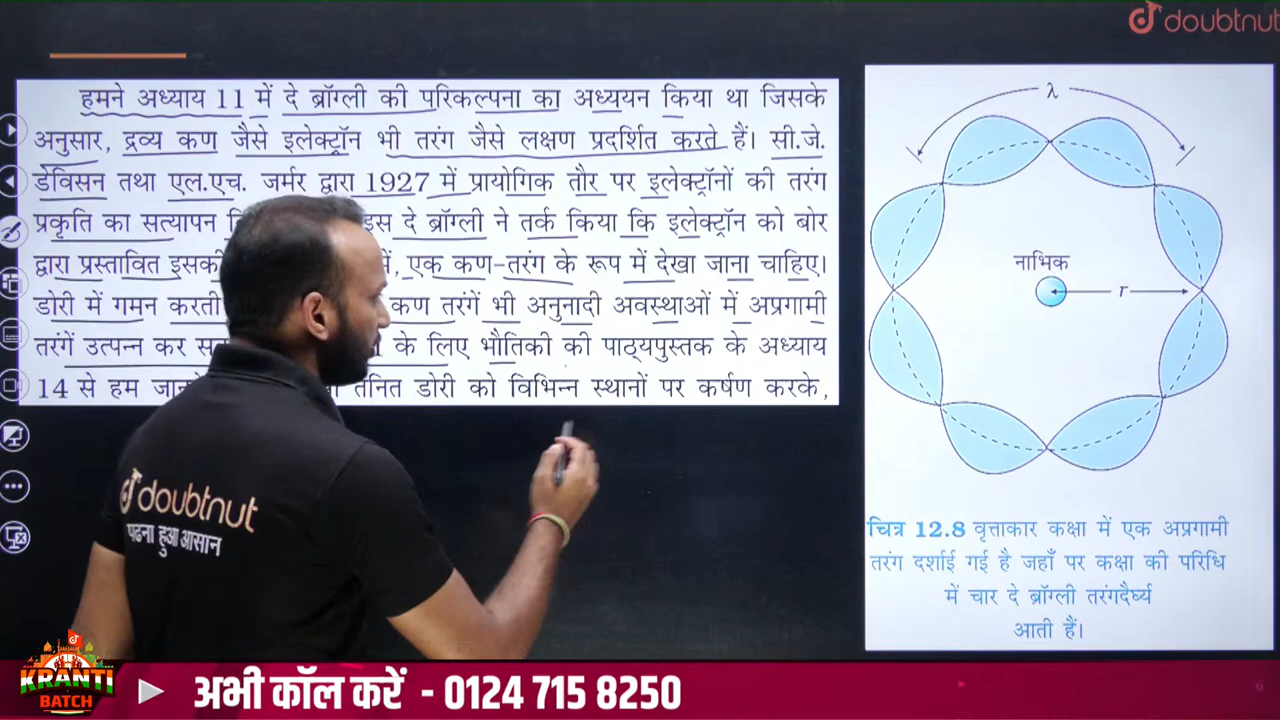 doubtnut
हमने अध्याय 11 में दे ब्रॉग्ली की परिकल्पना का अध्ययन किया था जिसके
अनुसार, द्रव्य कण जैसे इलेक्ट्रॉन भी तरंग जैसे लक्षण प्रदर्शित करते हैं। सी.जे.
डेविसन तथा एल.एच. जर्मर द्वारा 1927 में प्रायोगिक तौर पर इलेक्ट्रॉनों की तरंग
प्रकृति का सत्यापन इस दे ब्रॉग्ली ने तर्क किया कि इलेक्ट्रॉन को बोर
द्वारा प्रस्तावित इसकी एक कण-तरंग के रूप में देखा जाना चाहिए।
डोरी में गमन करती कण तरंगें भी अनुनादी अवस्थाओं में अप्रगामी
तरंगें उत्पन्न कर के लिए भौतिकी की पाठ्यपुस्तक के अध्याय
14 से हम तनित डोरी को विभिन्न स्थानों पर कर्षण करके,
λ
नाभिक
r
चित्र 12.8 वृत्ताकार कक्षा में एक अप्रगामी
तरंग दर्शाई गई है जहाँ पर कक्षा की परिधि
में चार दे ब्रॉग्ली तरंगदैर्घ्य
आती हैं।
doubtnut
पढना हुआ आसान
KRANTI
BATCH
अभी कॉल करें - 0124 715 8250